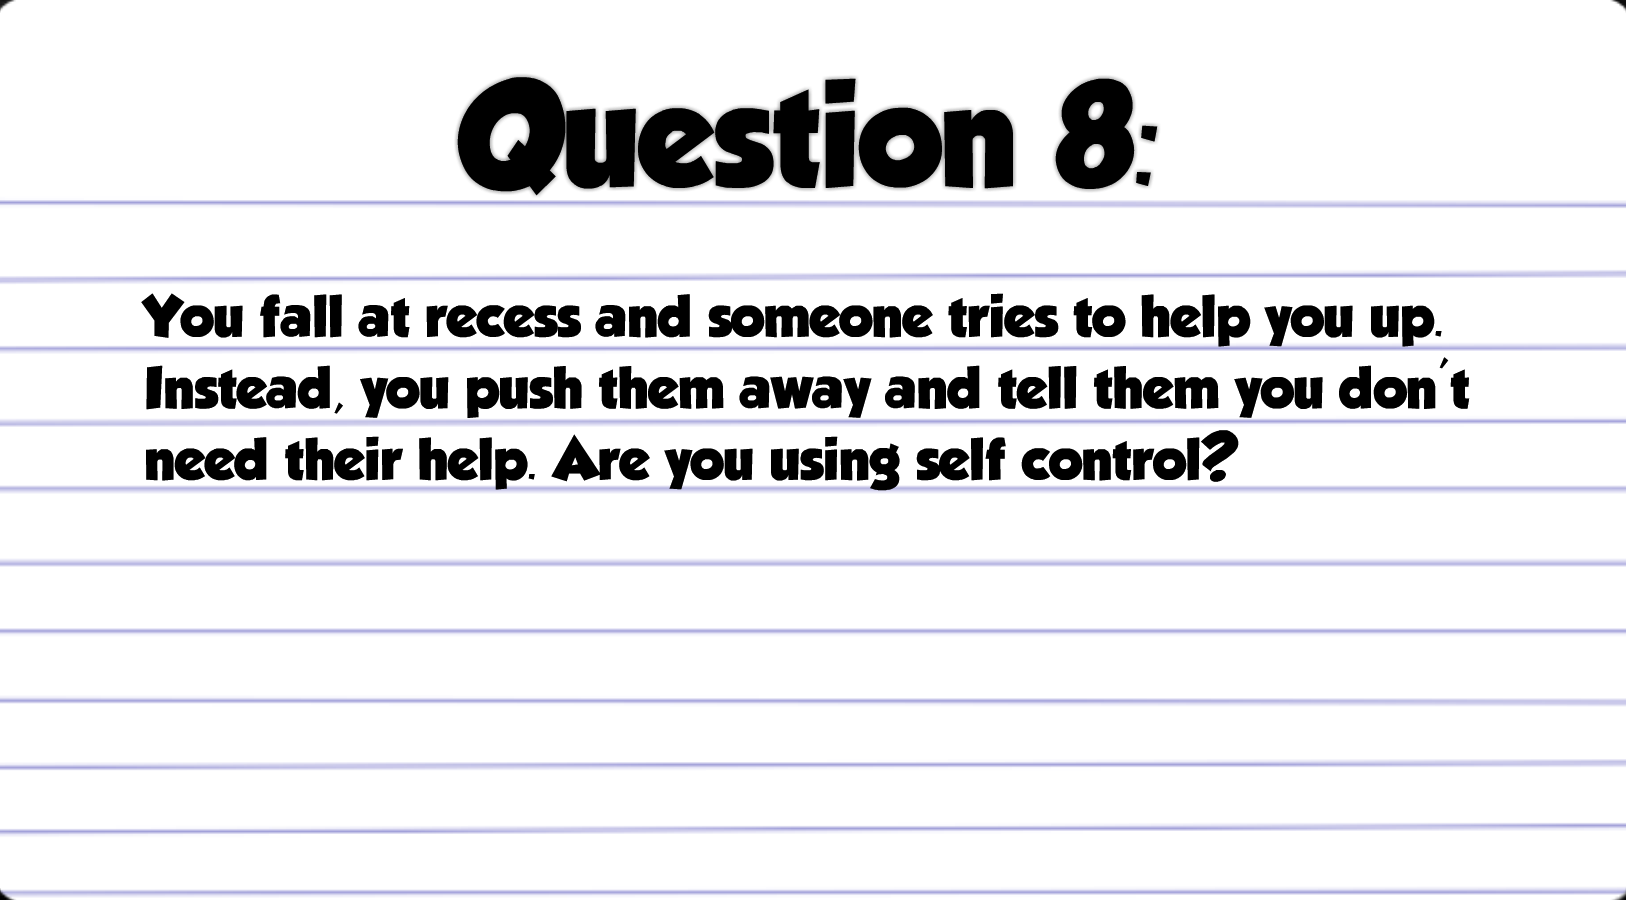 Question 8:
You fall at recess and someone tries to help you up.
Instead, you push them away and tell them you don't
need their help. Are you using self control?